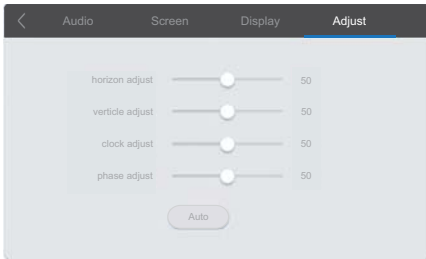 Audio Screen Display Adjust
horizon adjust 50
verticle adjust 50
clock adjust 50
phase adjust 50
Auto